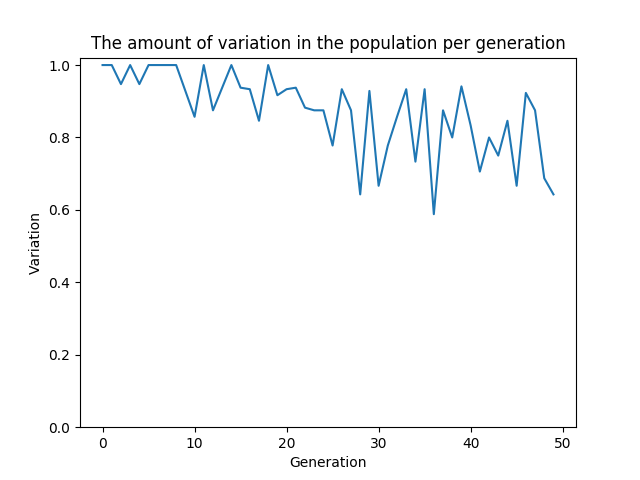 The amount of variation in the population per generation
1.0
0.8
0.6
0.4
0.2
0.0
Variation
0 10 20 30 40 50
Generation